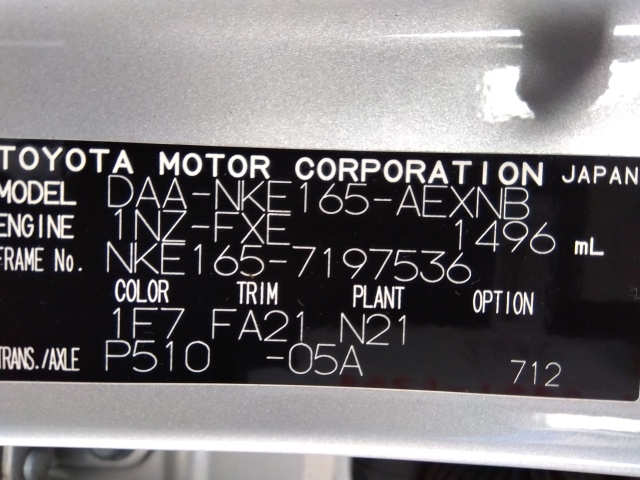 TOYOTA MOTOR CORPORATION JAPAN
MODEL DAA-NKE165-AEXNB
ENGINE 1NZ-FXE 1496 mL
FRAME No. NKE165-7197536
COLOR TRIM PLANT OPTION
1F7 FA21 N21
TRANS./AXLE P510 -05A 712